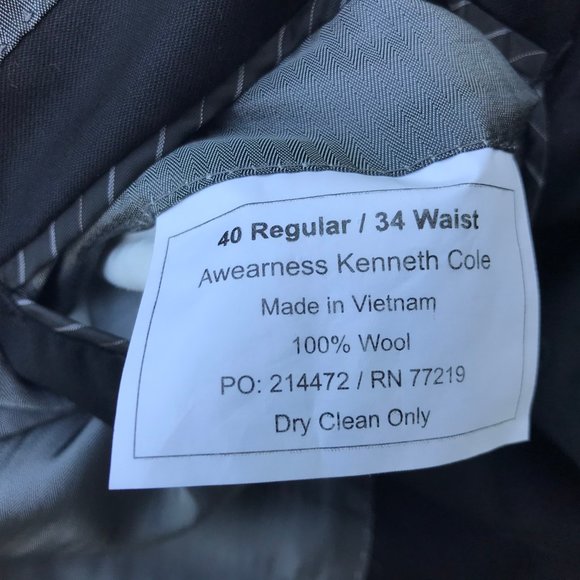 40 Regular / 34 Waist
Awearness Kenneth Cole
Made in Vietnam
100% Wool
PO: 214472 / RN 77219
Dry Clean Only